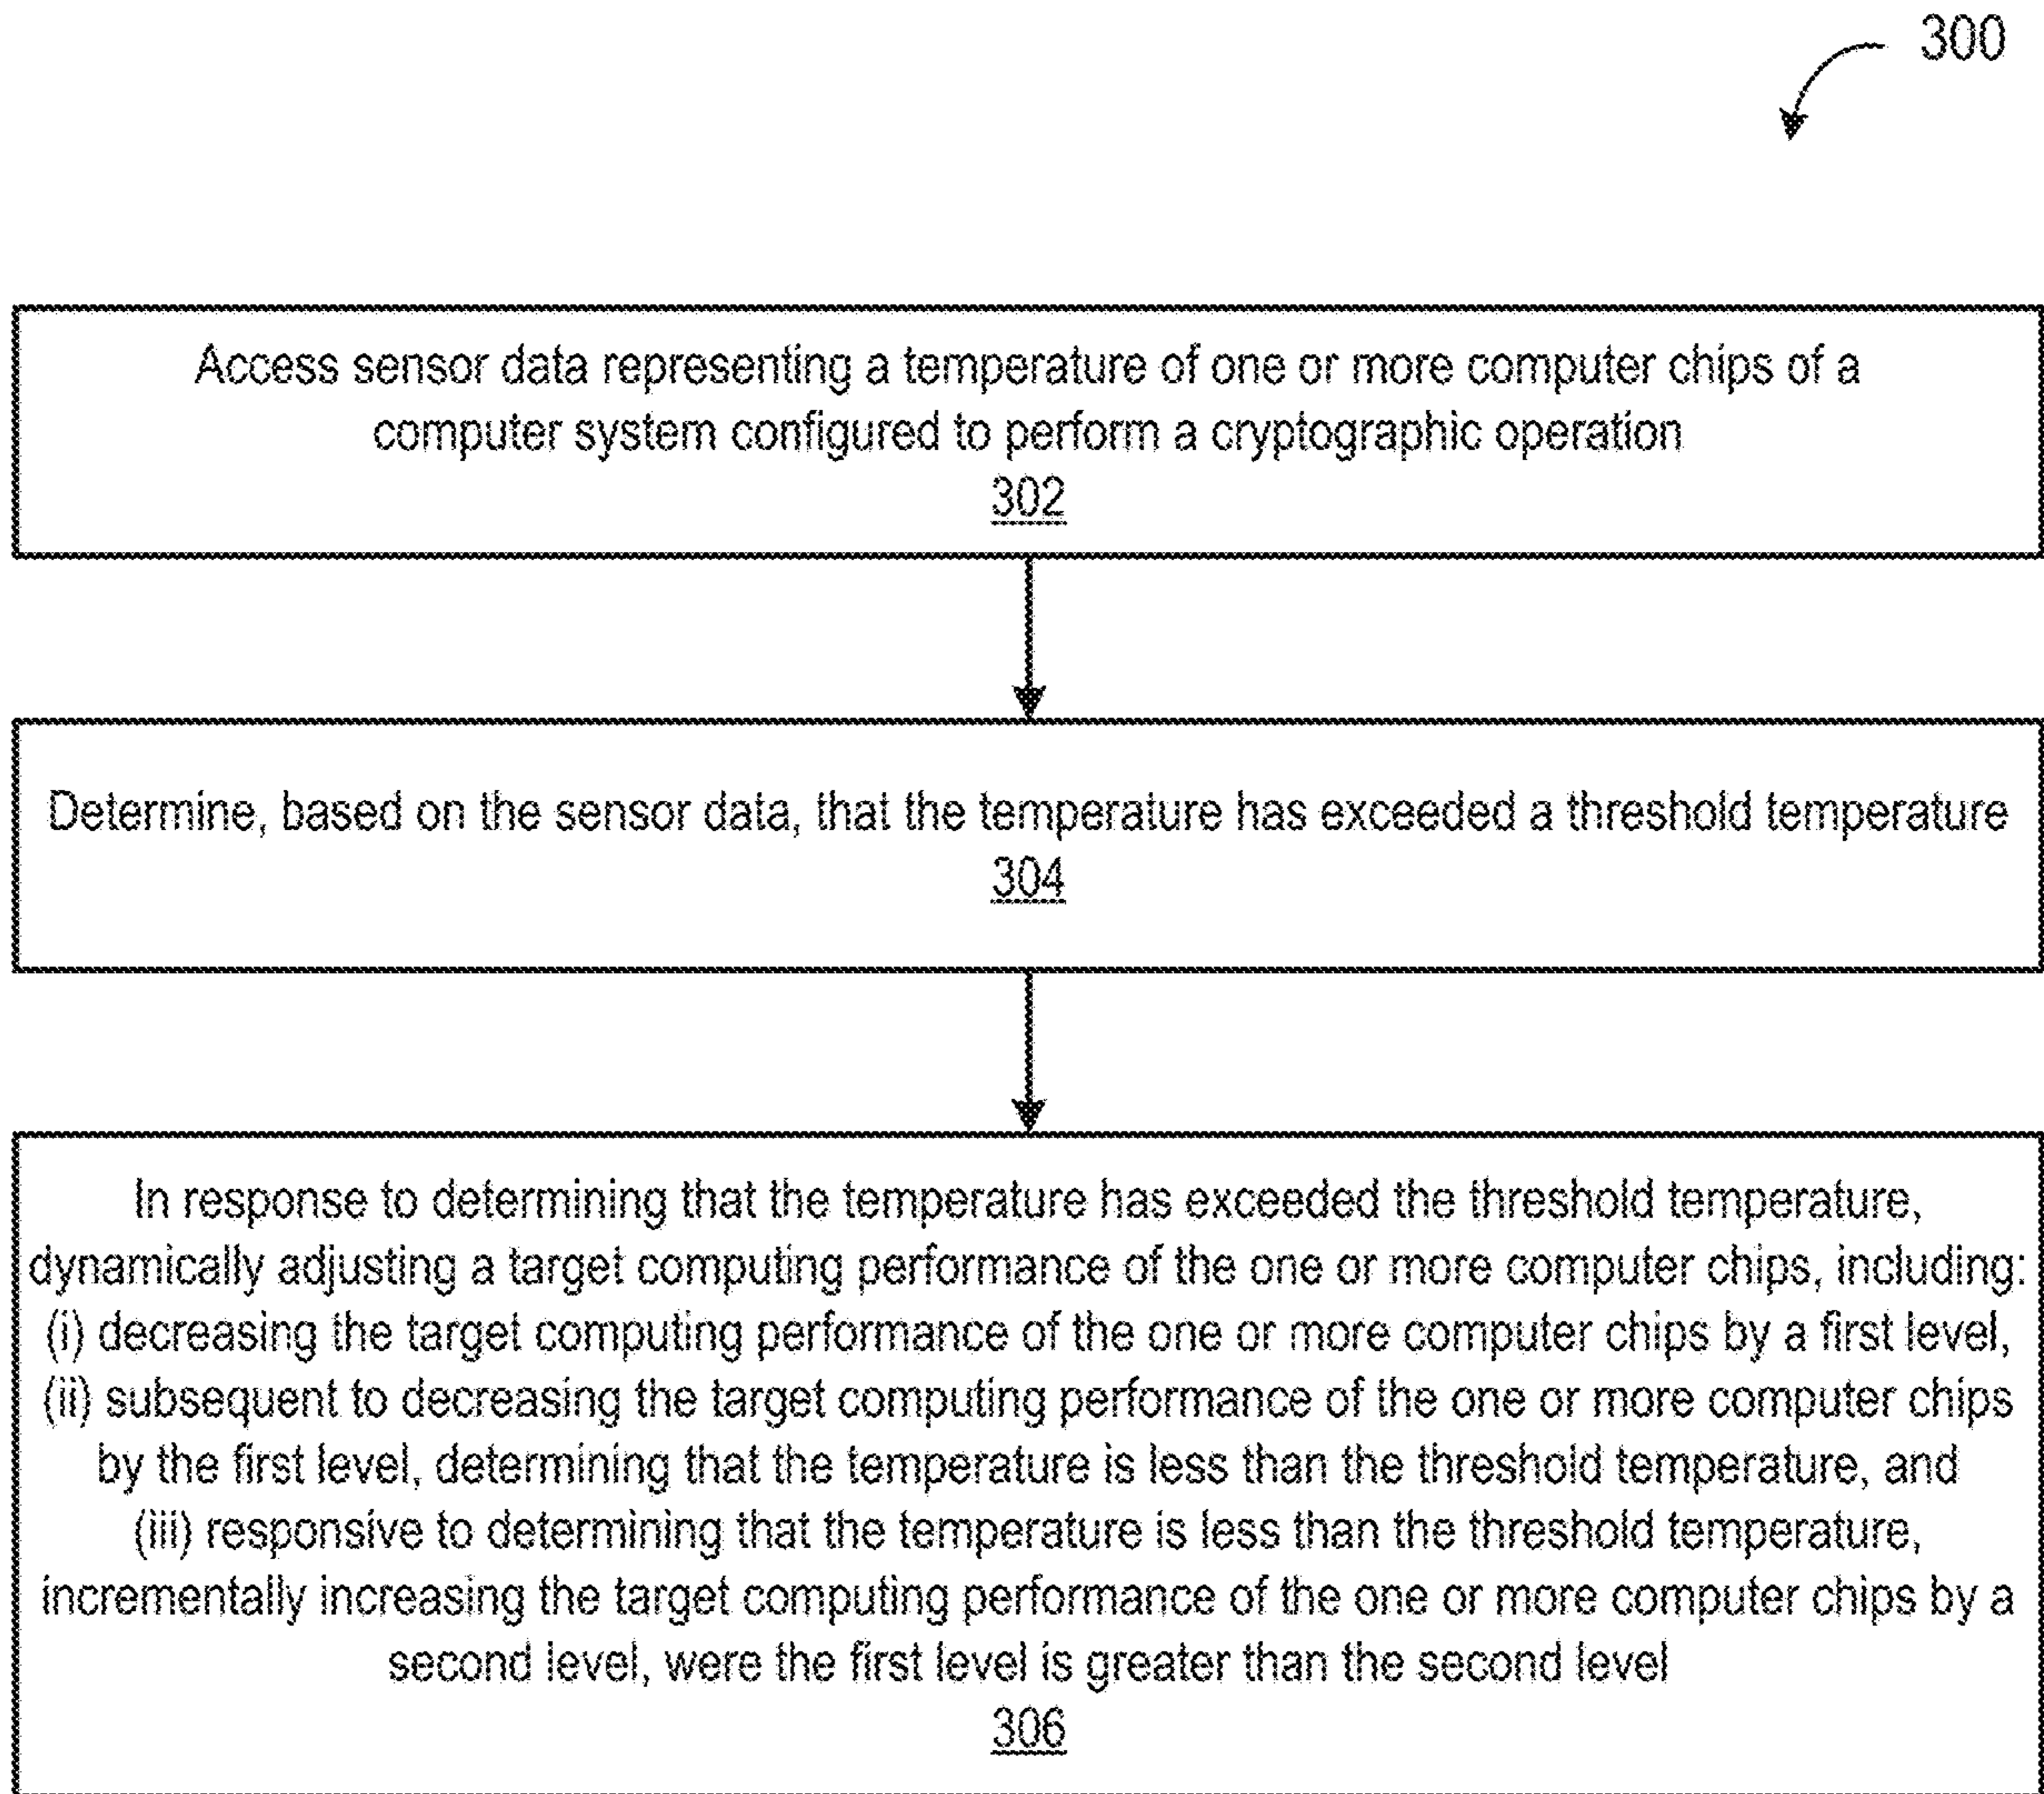 300
Access sensor data representing a temperature of one or more computer chips of a
computer system configured to perform a cryptographic operation
302
Determine, based on the sensor data, that the temperature has exceeded a threshold temperature
304
In response to determining that the temperature has exceeded the threshold temperature,
dynamically adjusting a target computing performance of the one or more computer chips, including:
(i) decreasing the target computing performance of the one or more computer chips by a first level,
(ii) subsequent to decreasing the target computing performance of the one or more computer chips
by the first level, determining that the temperature is less than the threshold temperature, and
(iii) responsive to determining that the temperature is less than the threshold temperature,
incrementally increasing the target computing performance of the one or more computer chips by a
second level, were the first level is greater than the second level
306